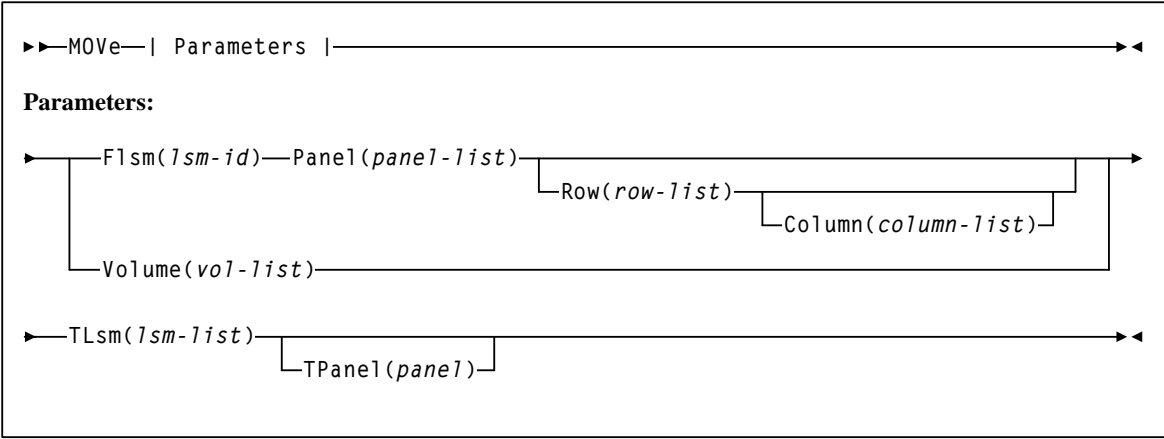 MOVe | Parameters |
Parameters:
Flsm(lsm-id) Panel(panel-list)
Row(row-list)
Column(column-list)
Volume(vol-list)
TLsm(lsm-list)
TPanel(panel)